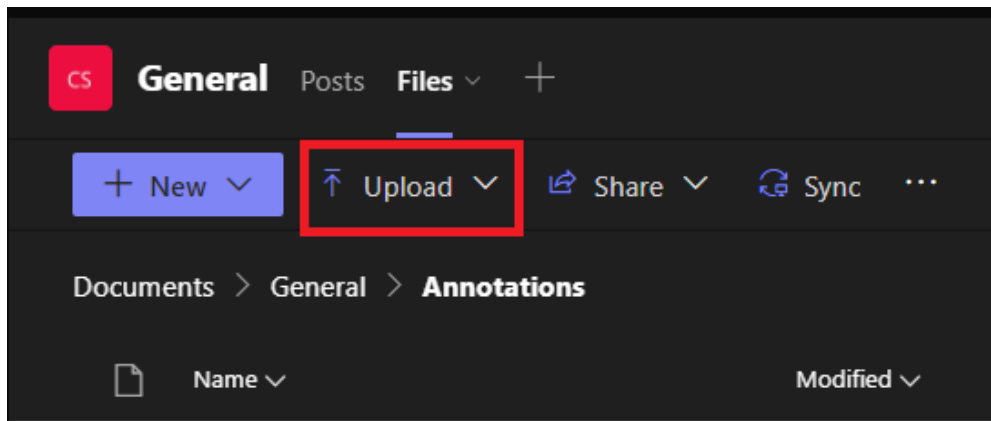 CS General Posts Files
New Upload Share Sync ...
Documents > General > Annotations
Name Modified